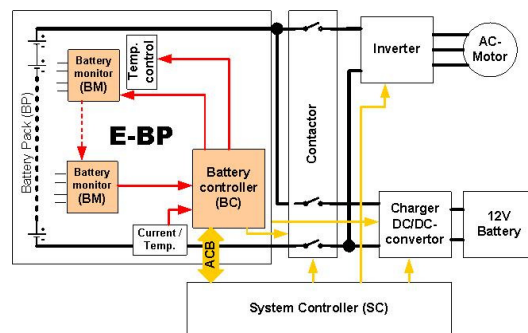 Battery Pack (BP)
Battery
monitor
(BM)
Temp.
control
E-BP
Battery
monitor
(BM)
Battery
controller
(BC)
Current /
Temp.
ACB
Contactor
Inverter
AC-
Motor
Charger
DC/DC-
convertor
12V
Battery
System Controller (SC)